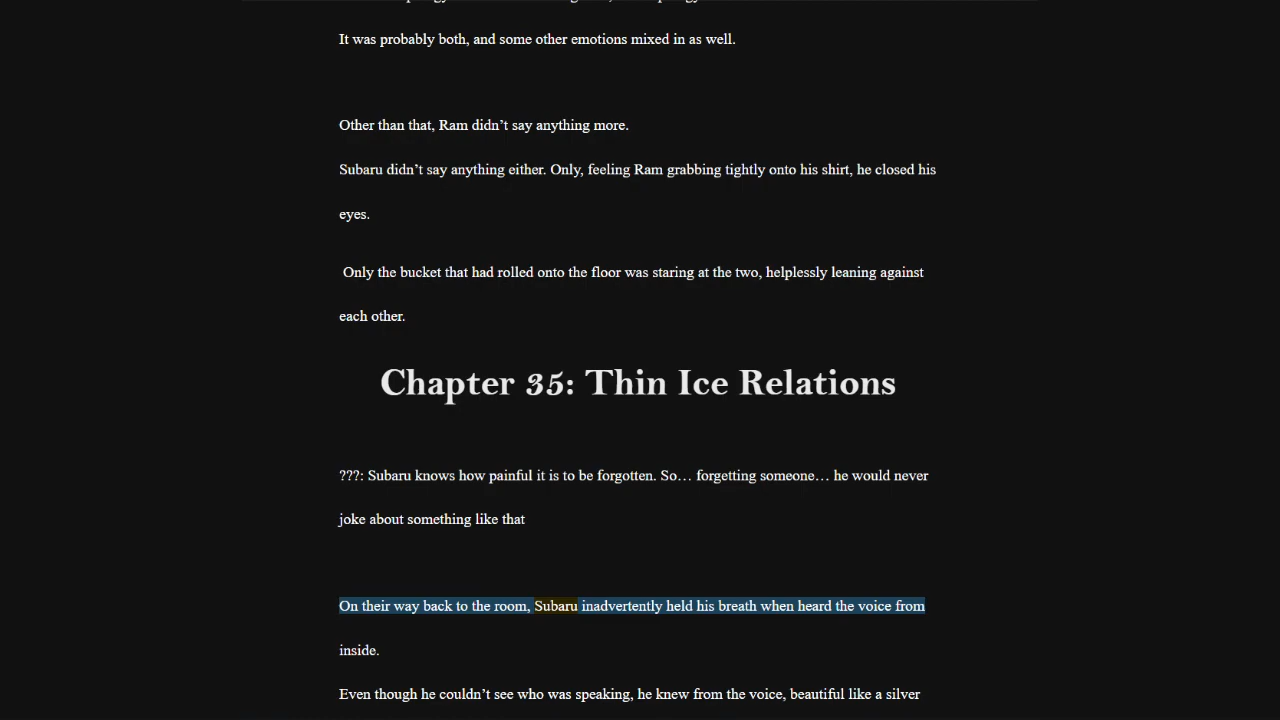 It was probably both, and some other emotions mixed in as well.
Other than that, Ram didn’t say anything more.
Subaru didn’t say anything either. Only, feeling Ram grabbing tightly onto his shirt, he closed his
eyes.
Only the bucket that had rolled onto the floor was staring at the two, helplessly leaning against
each other.
Chapter 35: Thin Ice Relations
???: Subaru knows how painful it is to be forgotten. So… forgetting someone… he would never
joke about something like that
On their way back to the room, Subaru inadvertently held his breath when heard the voice from
inside.
Even though he couldn’t see who was speaking, he knew from the voice, beautiful like a silver